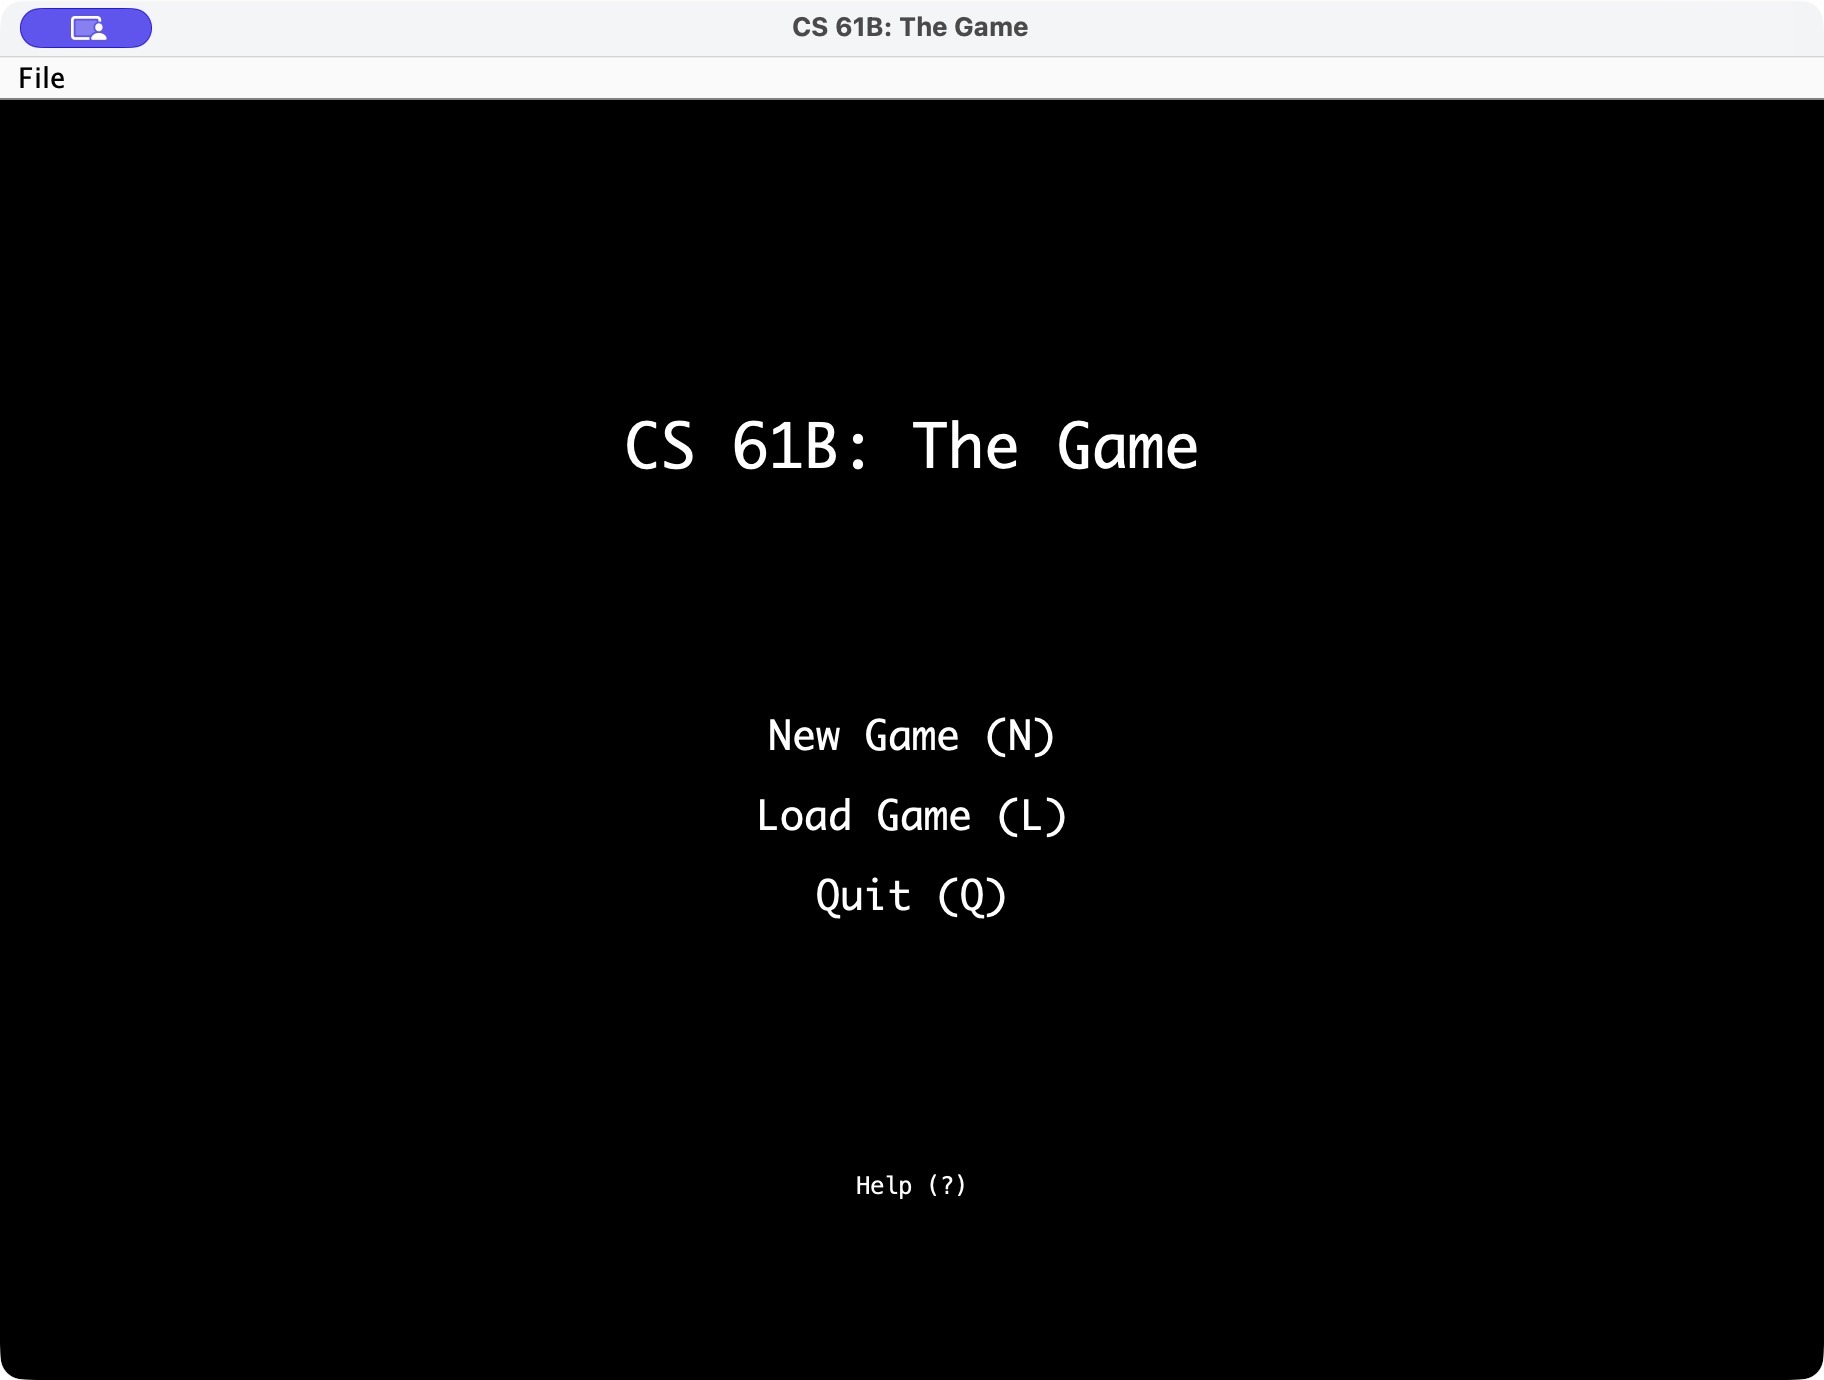 CS 61B: The Game
File
CS 61B: The Game
New Game (N)
Load Game (L)
Quit (Q)
Help (?)